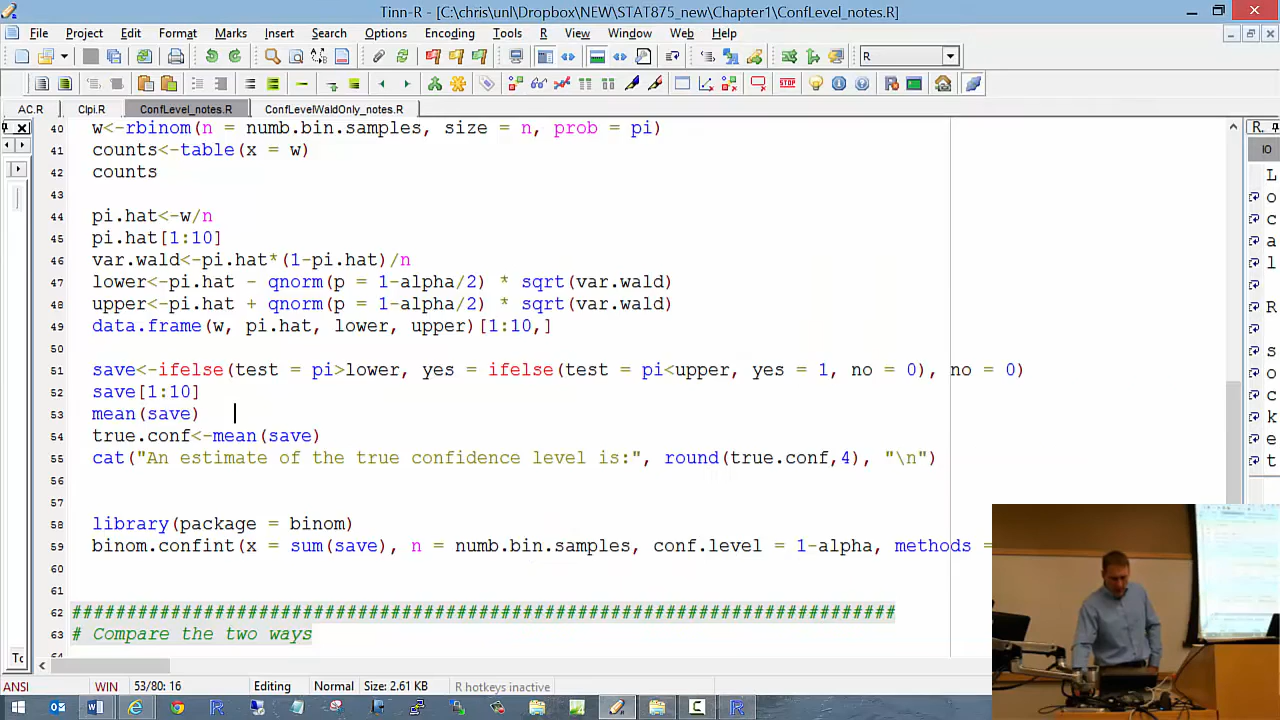 Tinn-R - [C:\chris\unl\Dropbox\NEW\STAT875_new\Chapter1\ConfLevel_notes.R]
File Project Edit Format Marks Insert Search Options Encoding Tools R View Window Web Help
R
STOP
AC.R CIpi.R ConfLevel_notes.R ConfLevelWaldOnly_notes.R
40 w<-rbinom(n = numb.bin.samples, size = n, prob = pi)
41 counts<-table(x = w)
42 counts
43
44 pi.hat<-w/n
45 pi.hat[1:10]
46 var.wald<-pi.hat*(1-pi.hat)/n
47 lower<-pi.hat - qnorm(p = 1-alpha/2) * sqrt(var.wald)
48 upper<-pi.hat + qnorm(p = 1-alpha/2) * sqrt(var.wald)
49 data.frame(w, pi.hat, lower, upper)[1:10,]
50
51 save<-ifelse(test = pi>lower, yes = ifelse(test = pi<upper, yes = 1, no = 0), no = 0)
52 save[1:10]
53 mean(save)
54 true.conf<-mean(save)
55 cat("An estimate of the true confidence level is:", round(true.conf,4), "\n")
56
57
58 library(package = binom)
59 binom.confint(x = sum(save), n = numb.bin.samples, conf.level = 1-alpha, methods =
60
61
62 ###########################################################################
63 # Compare the two ways
R.
IO
L
o
c
a
l
R
s
o
c
k
e
t
Tc
ANSI WIN 53/80: 16 Editing Normal Size: 2.61 KB R hotkeys inactive